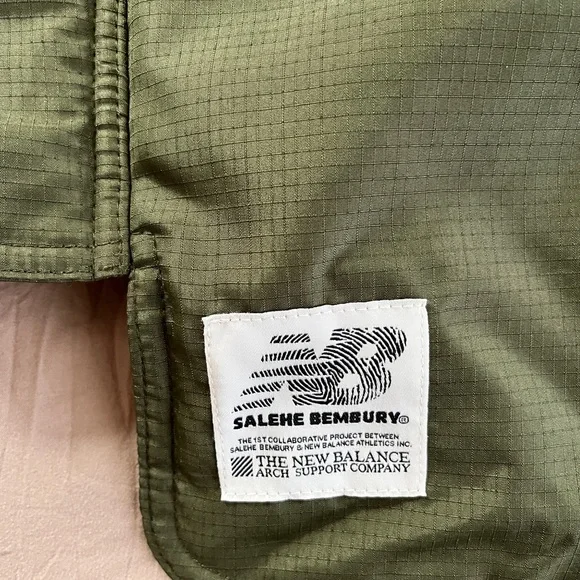 NB
SALEHE BEMBURY®
THE 1ST COLLABORATIVE PROJECT BETWEEN
SALEHE BEMBURY & NEW BALANCE ATHLETICS INC.
THE NEW BALANCE
ARCH SUPPORT COMPANY